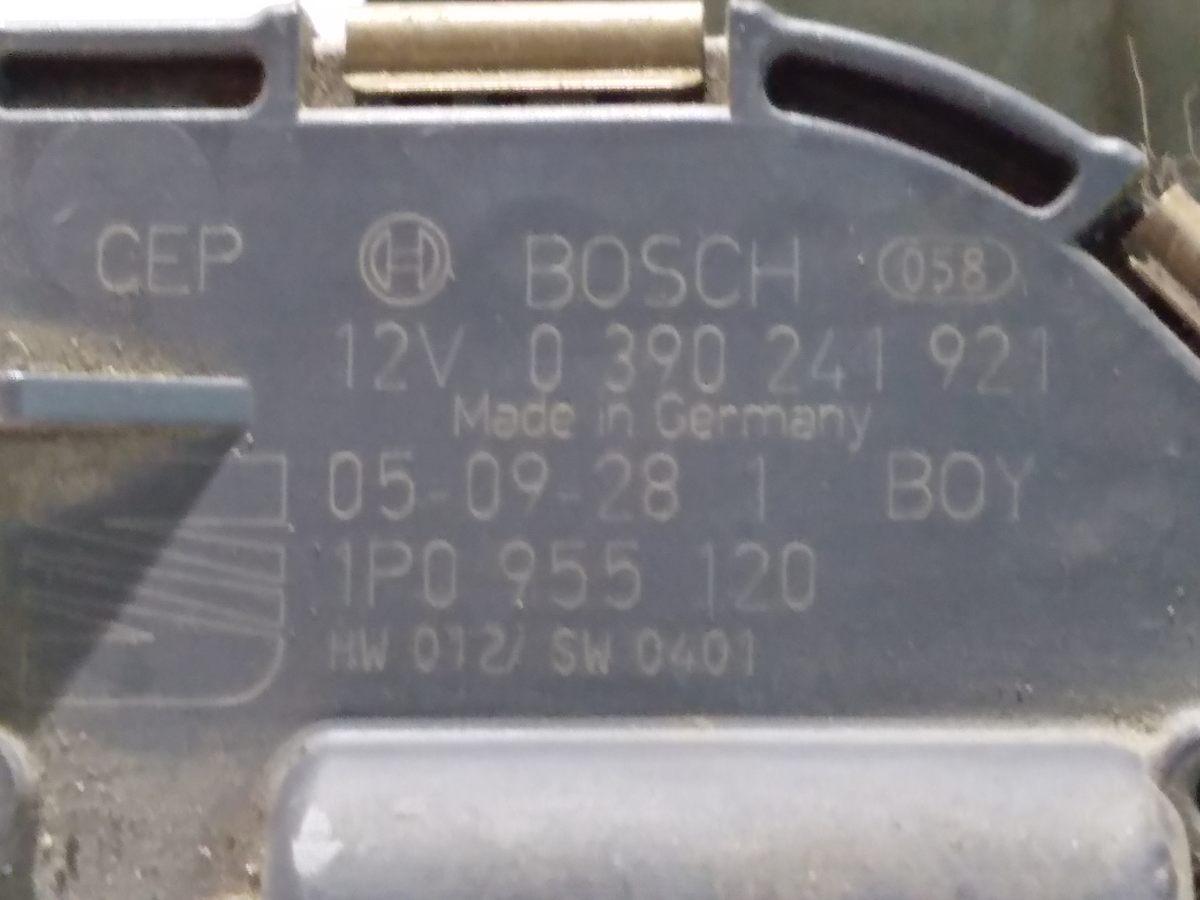 CEP BOSCH 058
12V 0 390 241 921
Made in Germany
05-09-28 1 BOY
1P0 955 120
HW 012/ SW 0401